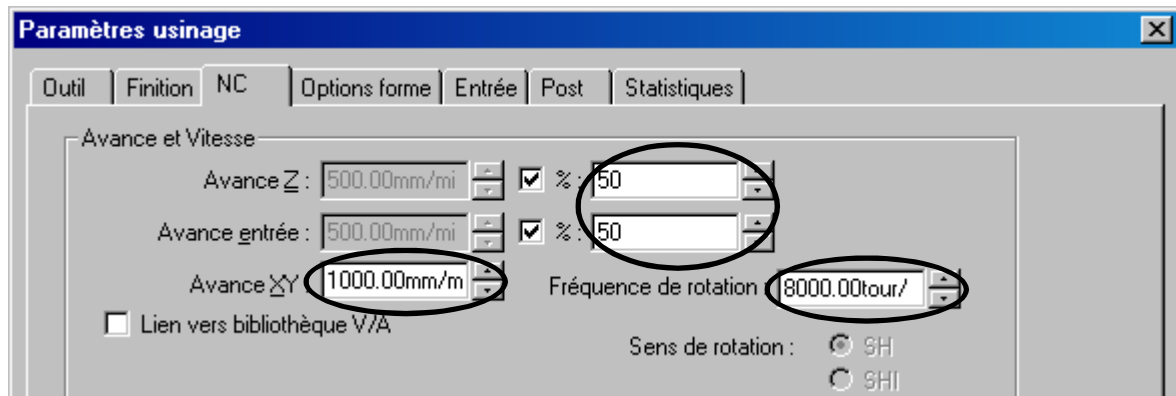 Paramètres usinage
Outil Finition NC Options forme Entrée Post Statistiques
Avance et Vitesse
Avance Z : 500.00mm/mi % : 50
Avance entrée : 500.00mm/mi % : 50
Avance XY : 1000.00mm/m Fréquence de rotation : 8000.00tour/
Lien vers bibliothèque V/A
Sens de rotation : SH
SHI